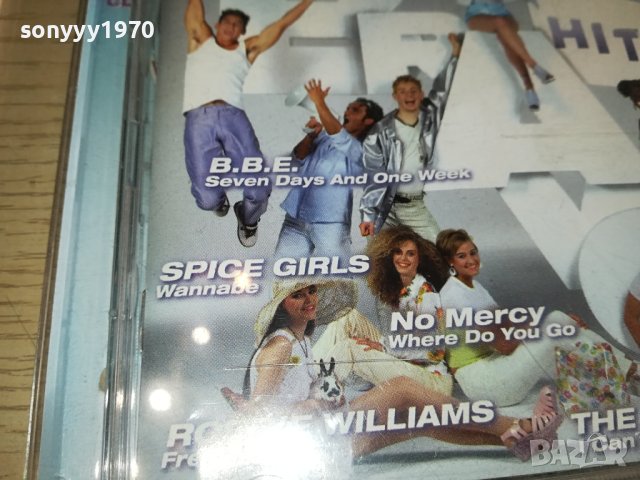 sonyyy1970
HIT
B.B.E.
Seven Days And One Week
SPICE GIRLS
Wannabe
No Mercy
Where Do You Go
WILLIAMS
THE
I Can'
BAZAR